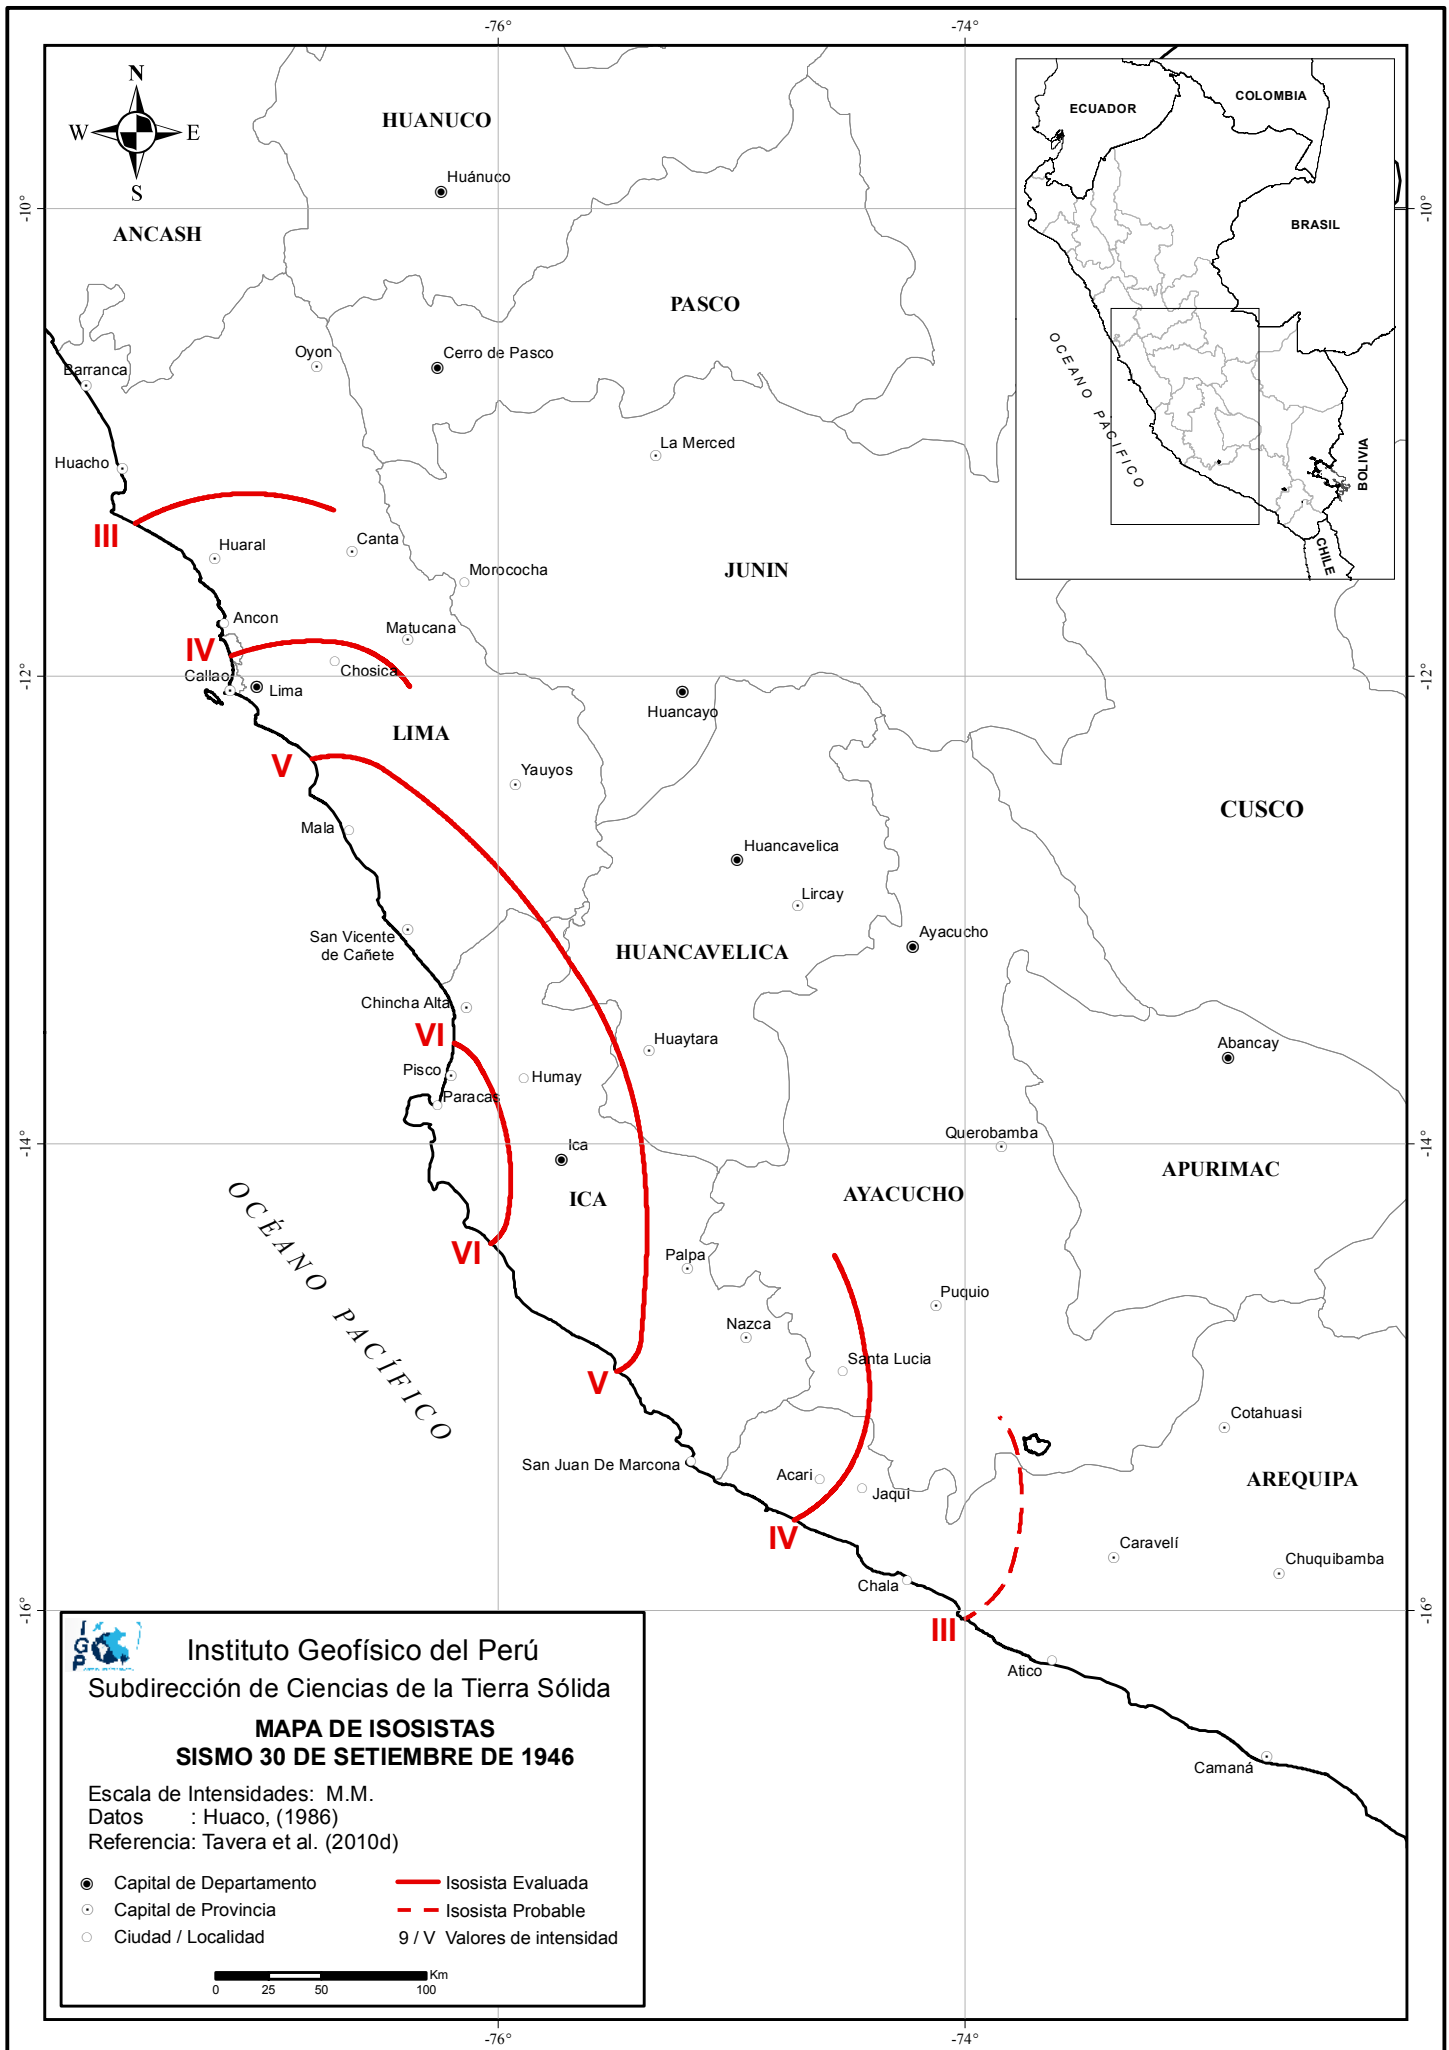 -76°
-74°
N
W
E
S
HUANUCO
Huánuco
ANCASH
PASCO
Oyon
Cerro de Pasco
Barranca
La Merced
Huacho
III
Huaral
Canta
Morococha
JUNIN
Ancon
Matucana
IV
Chosica
Callao
Lima
Huancayo
LIMA
V
Yauyos
Mala
CUSCO
Huancavelica
Lircay
San Vicente
de Cañete
HUANCAVELICA
Ayacucho
Chincha Alta
VI
Huaytara
Abancay
Pisco
Humay
Paracas
Querobamba
Ica
APURIMAC
ICA
AYACUCHO
OCÉANO PACÍFICO
VI
Palpa
Puquio
Nazca
Santa Lucia
V
Cotahuasi
San Juan De Marcona
Acari
Jaqui
AREQUIPA
IV
Caravelí
Chuquibamba
Chala
III
Atico
Camaná
ECUADOR
COLOMBIA
BRASIL
OCEANO PACIFICO
BOLIVIA
CHILE
-10°
-10°
-12°
-12°
-14°
-14°
-16°
-16°
IGP
Instituto Geofísico del Perú
Subdirección de Ciencias de la Tierra Sólida
MAPA DE ISOSISTAS
SISMO 30 DE SETIEMBRE DE 1946
Escala de Intensidades: M.M.
Datos : Huaco, (1986)
Referencia: Tavera et al. (2010d)
Capital de Departamento
Isosista Evaluada
Capital de Provincia
Isosista Probable
Ciudad / Localidad
9 / V Valores de intensidad
Km
0 25 50 100
-76°
-74°